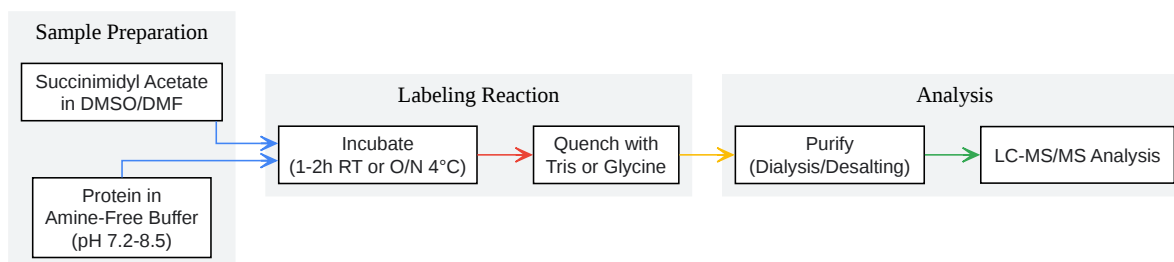 Sample Preparation
Succinimidyl Acetate
in DMSO/DMF
Protein in
Amine-Free Buffer
(pH 7.2-8.5)
Labeling Reaction
Incubate
(1-2h RT or O/N 4°C)
Quench with
Tris or Glycine
Analysis
Purify
(Dialysis/Desalting)
LC-MS/MS Analysis